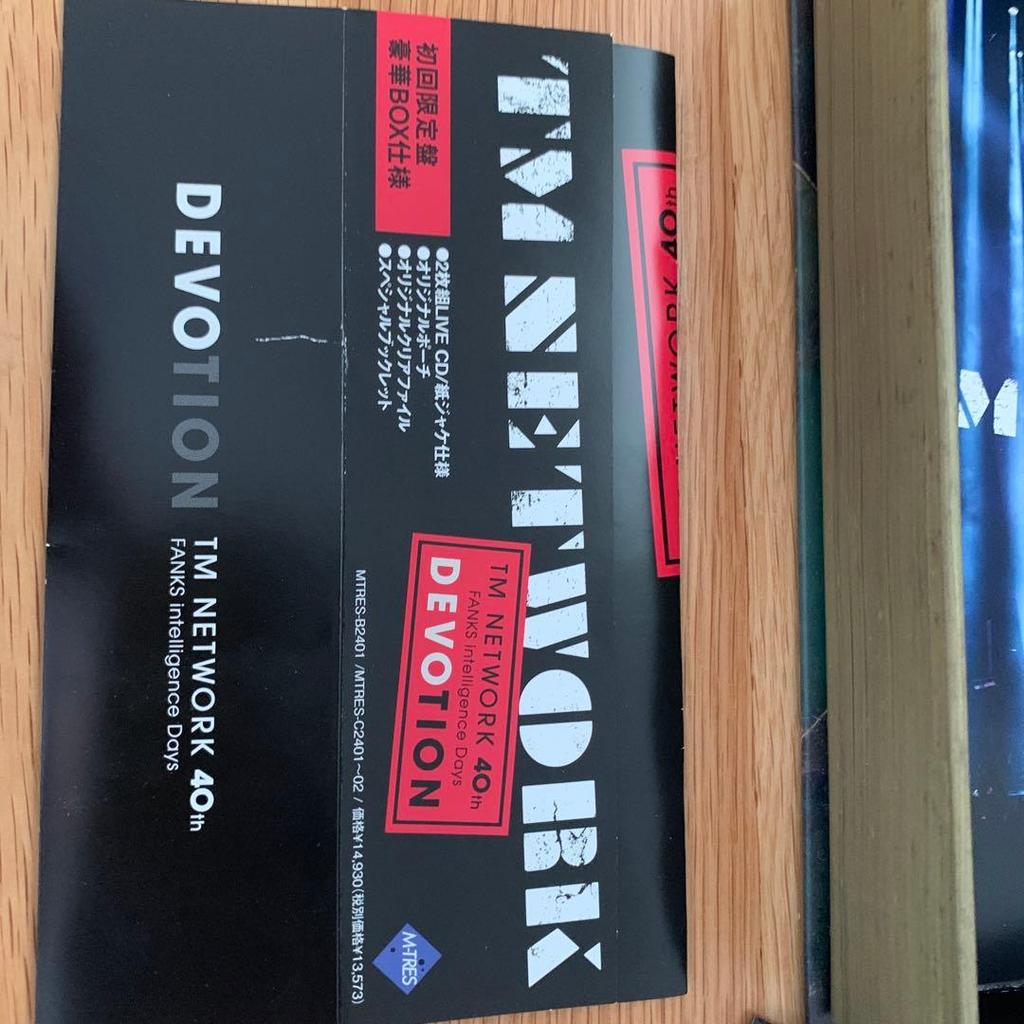 TM NETWORK
初回限定盤
豪華BOX仕様
●2枚組LIVE CD/紙ジャケ仕様
●オリジナルポーチ
●オリジナルクリアファイル
●スペシャルブックレット
TM NETWORK 40th
FANKS intelligence Days
DEVOTION
MTRES-B2401 /MTRES-C2401〜02 / 価格¥14,930(税別価格¥13,573)
M-TRES
DEVOTION TM NETWORK 40th
FANKS intelligence Days
40th
M